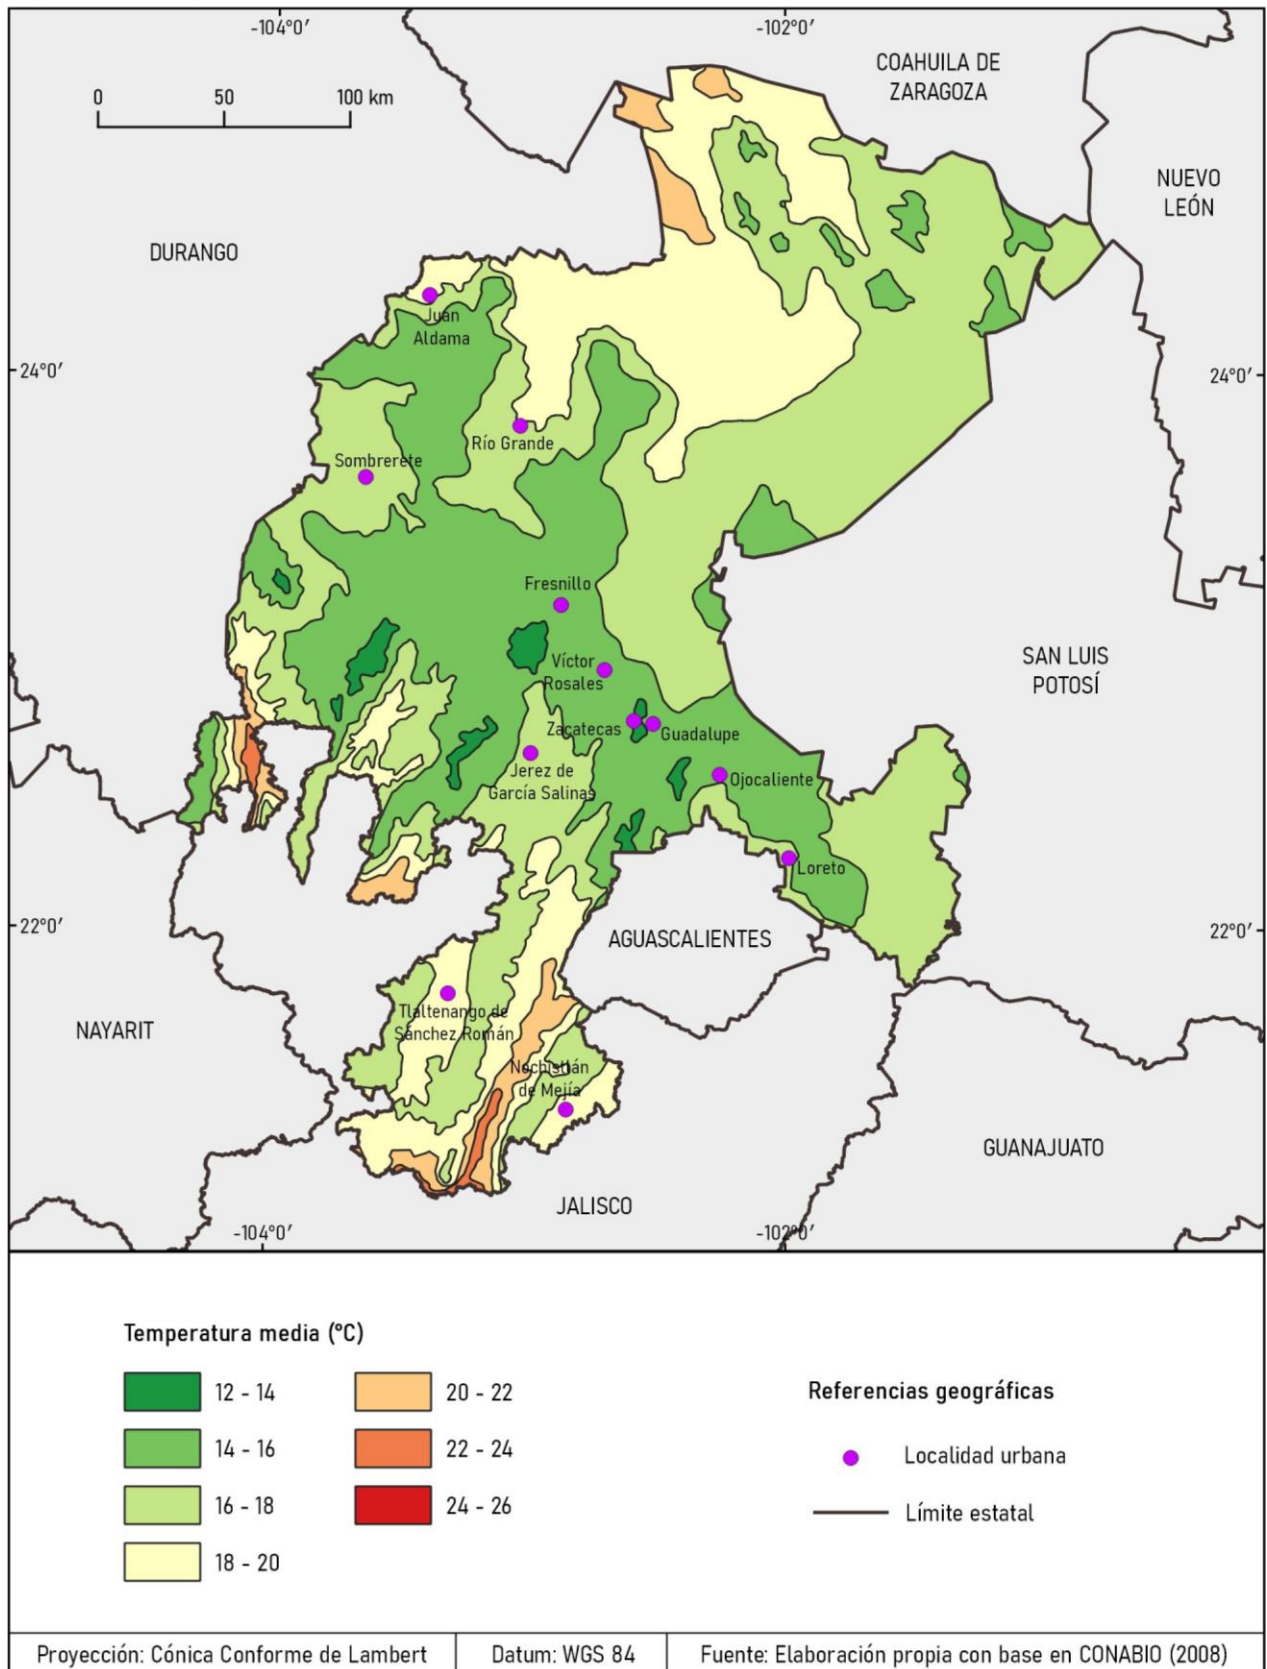 -104°0′
-102°0′
0
50
100 km
COAHUILA DE
ZARAGOZA
NUEVO
LEÓN
DURANGO
Juan
Aldama
24°0′
24°0′
Río Grande
Sombrerete
Fresnillo
Víctor
Rosales
SAN LUIS
POTOSÍ
Zacatecas
Guadalupe
Jerez de
García Salinas
Ojocaliente
Loreto
22°0′
22°0′
AGUASCALIENTES
Tlaltenango de
Sánchez Román
NAYARIT
Nochistlán
de Mejía
GUANAJUATO
JALISCO
-104°0′
-102°0′
Temperatura media (°C)
12 - 14
14 - 16
16 - 18
18 - 20
20 - 22
22 - 24
24 - 26
Referencias geográficas
Localidad urbana
Límite estatal
Proyección: Cónica Conforme de Lambert
Datum: WGS 84
Fuente: Elaboración propia con base en CONABIO (2008)